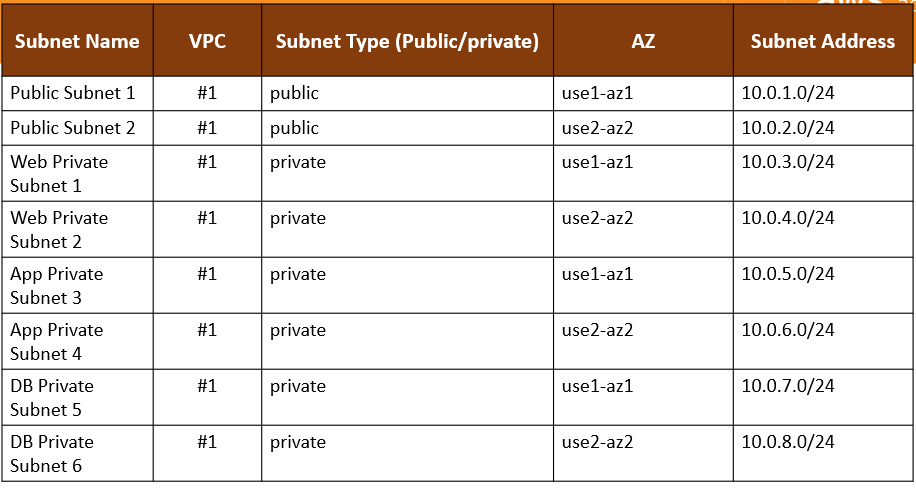 Subnet Name VPC Subnet Type (Public/private) AZ Subnet Address
Public Subnet 1 #1 public use1-az1 10.0.1.0/24
Public Subnet 2 #1 public use2-az2 10.0.2.0/24
Web Private #1 private use1-az1 10.0.3.0/24
Subnet 1
Web Private #1 private use2-az2 10.0.4.0/24
Subnet 2
App Private #1 private use1-az1 10.0.5.0/24
Subnet 3
App Private #1 private use2-az2 10.0.6.0/24
Subnet 4
DB Private #1 private use1-az1 10.0.7.0/24
Subnet 5
DB Private #1 private use2-az2 10.0.8.0/24
Subnet 6